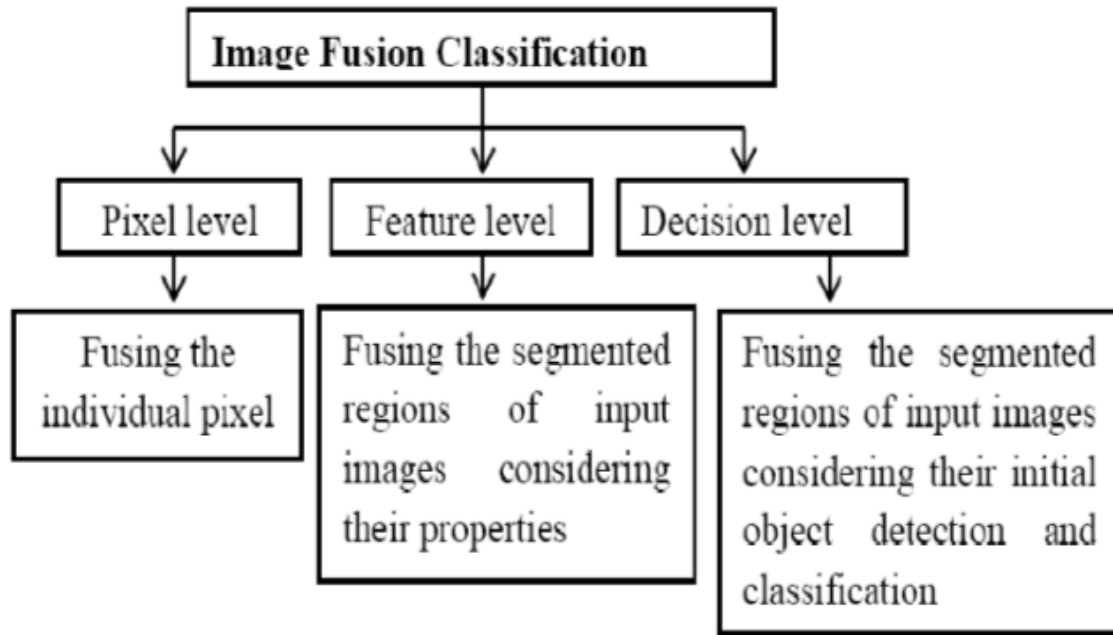 Image Fusion Classification
Pixel level
Feature level
Decision level
Fusing the
individual pixel
Fusing the segmented
regions of input
images considering
their properties
Fusing the segmented
regions of input images
considering their initial
object detection and
classification